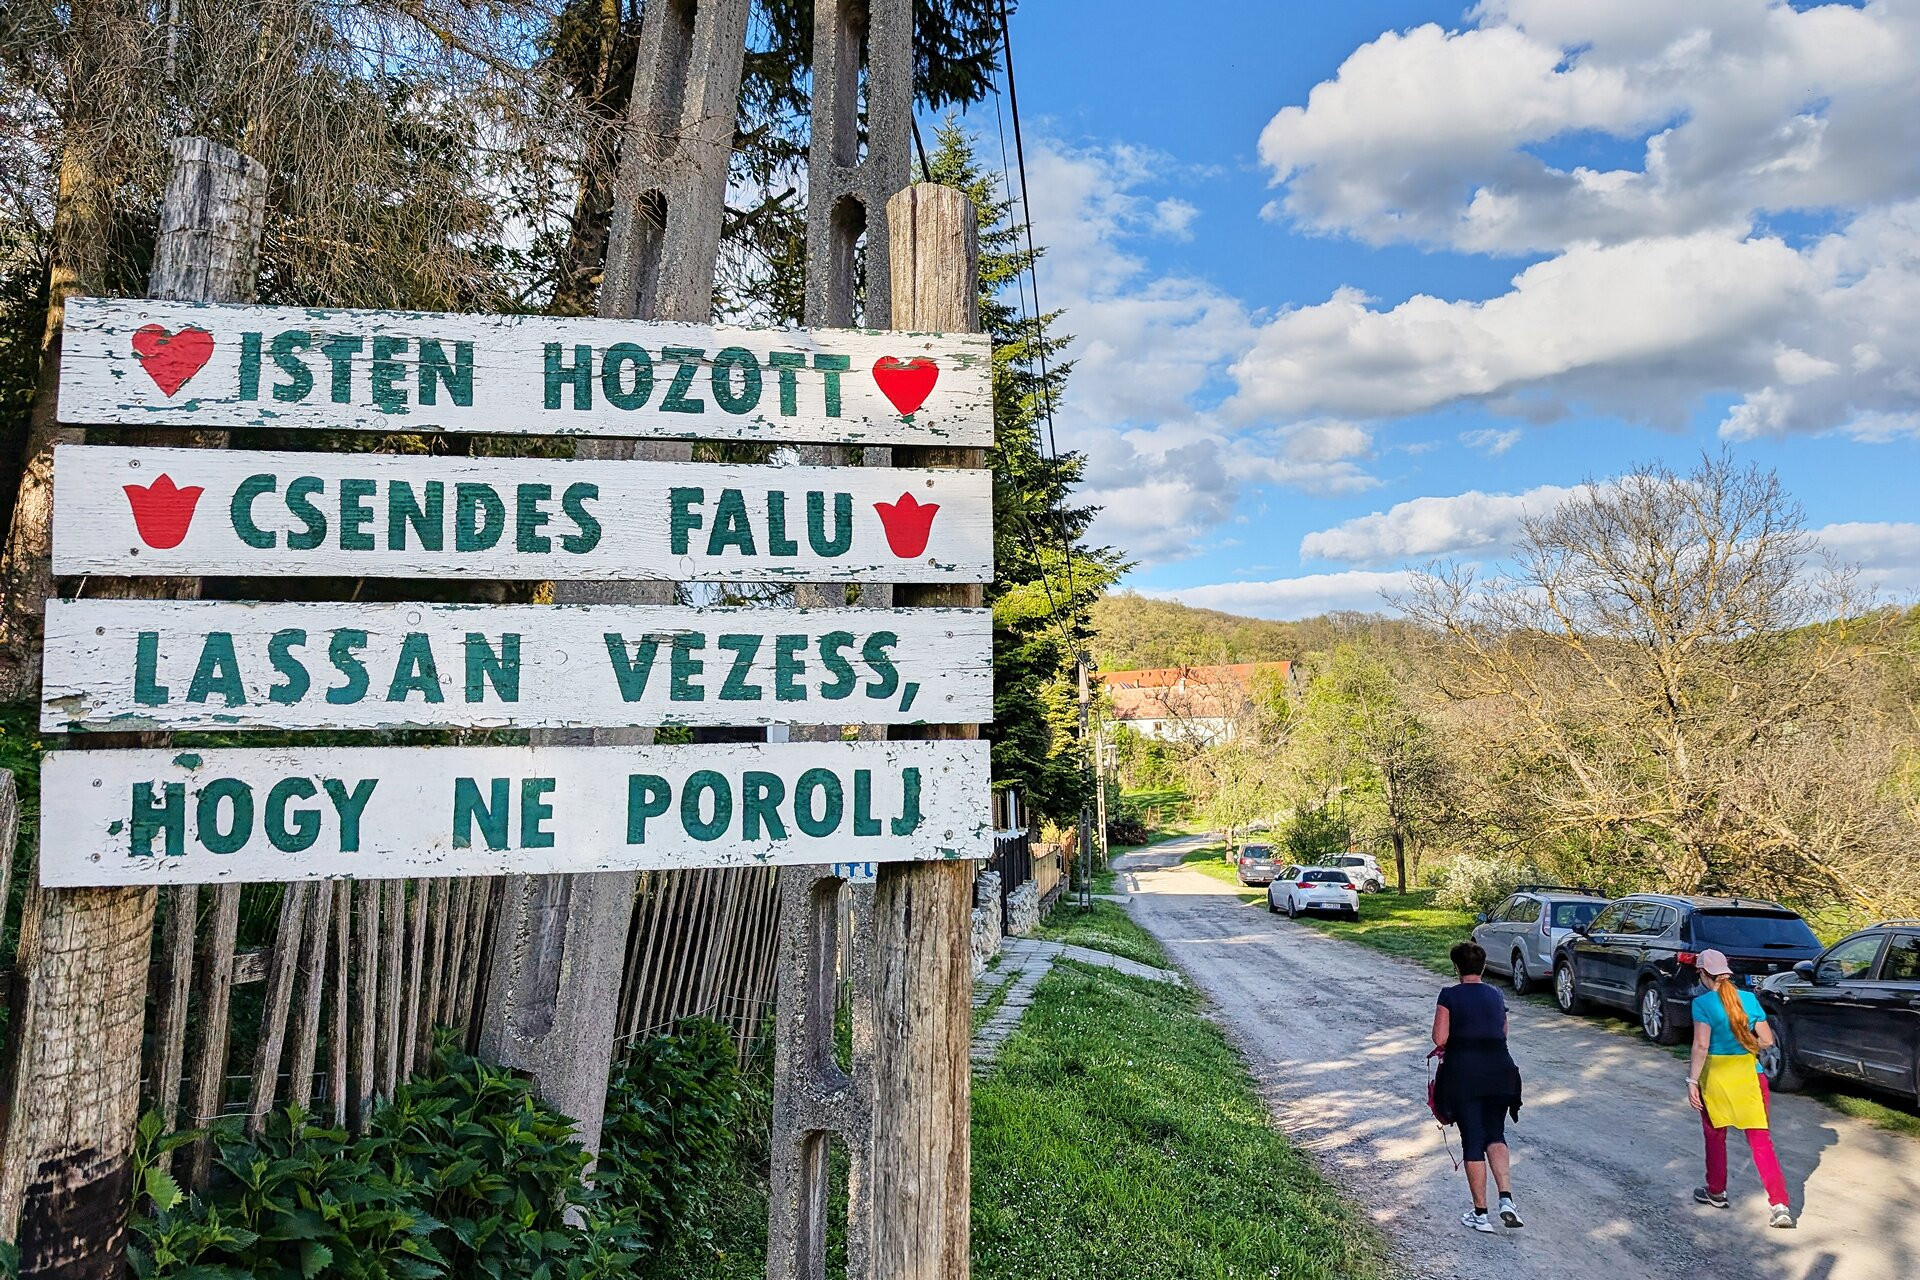 ISTEN HOZOTT
CSENDES FALU
LASSAN VEZESS,
HOGY NE POROLJ